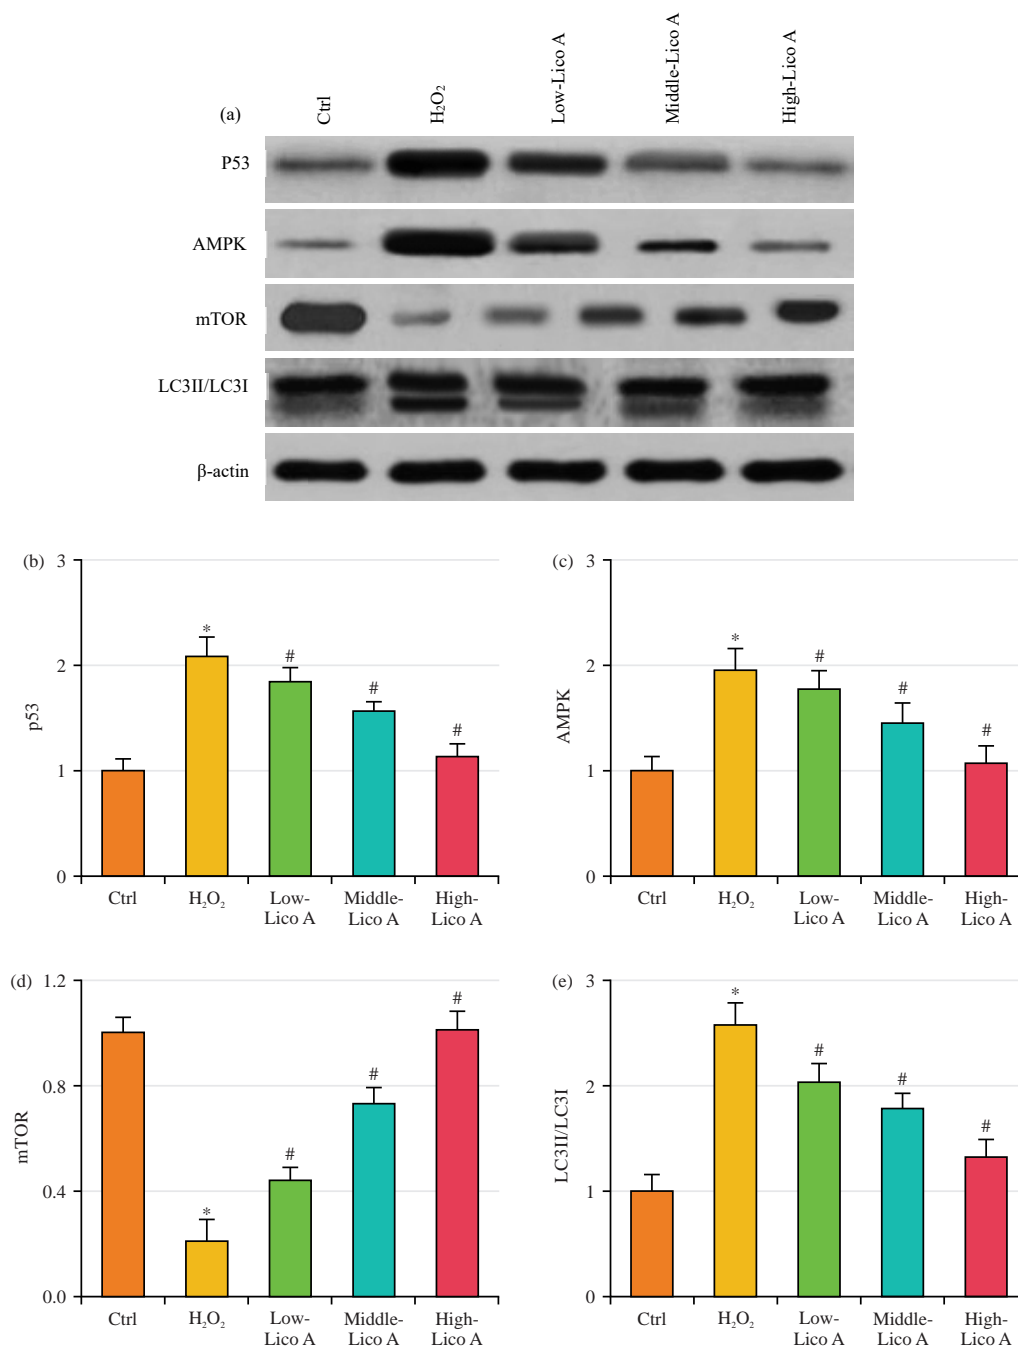 (a)
Ctrl
H₂O₂
Low-Lico A
Middle-Lico A
High-Lico A
P53
AMPK
mTOR
LC3II/LC3I
β-actin
(b)
3
2
1
0
p53
*
#
#
#
Ctrl
H₂O₂
Low-
Lico A
Middle-
Lico A
High-
Lico A
(c)
3
2
1
0
AMPK
*
#
#
#
Ctrl
H₂O₂
Low-
Lico A
Middle-
Lico A
High-
Lico A
(d)
1.2
0.8
0.4
0.0
mTOR
*
#
#
#
Ctrl
H₂O₂
Low-
Lico A
Middle-
Lico A
High-
Lico A
(e)
3
2
1
0
LC3II/LC3I
*
#
#
#
Ctrl
H₂O₂
Low-
Lico A
Middle-
Lico A
High-
Lico A